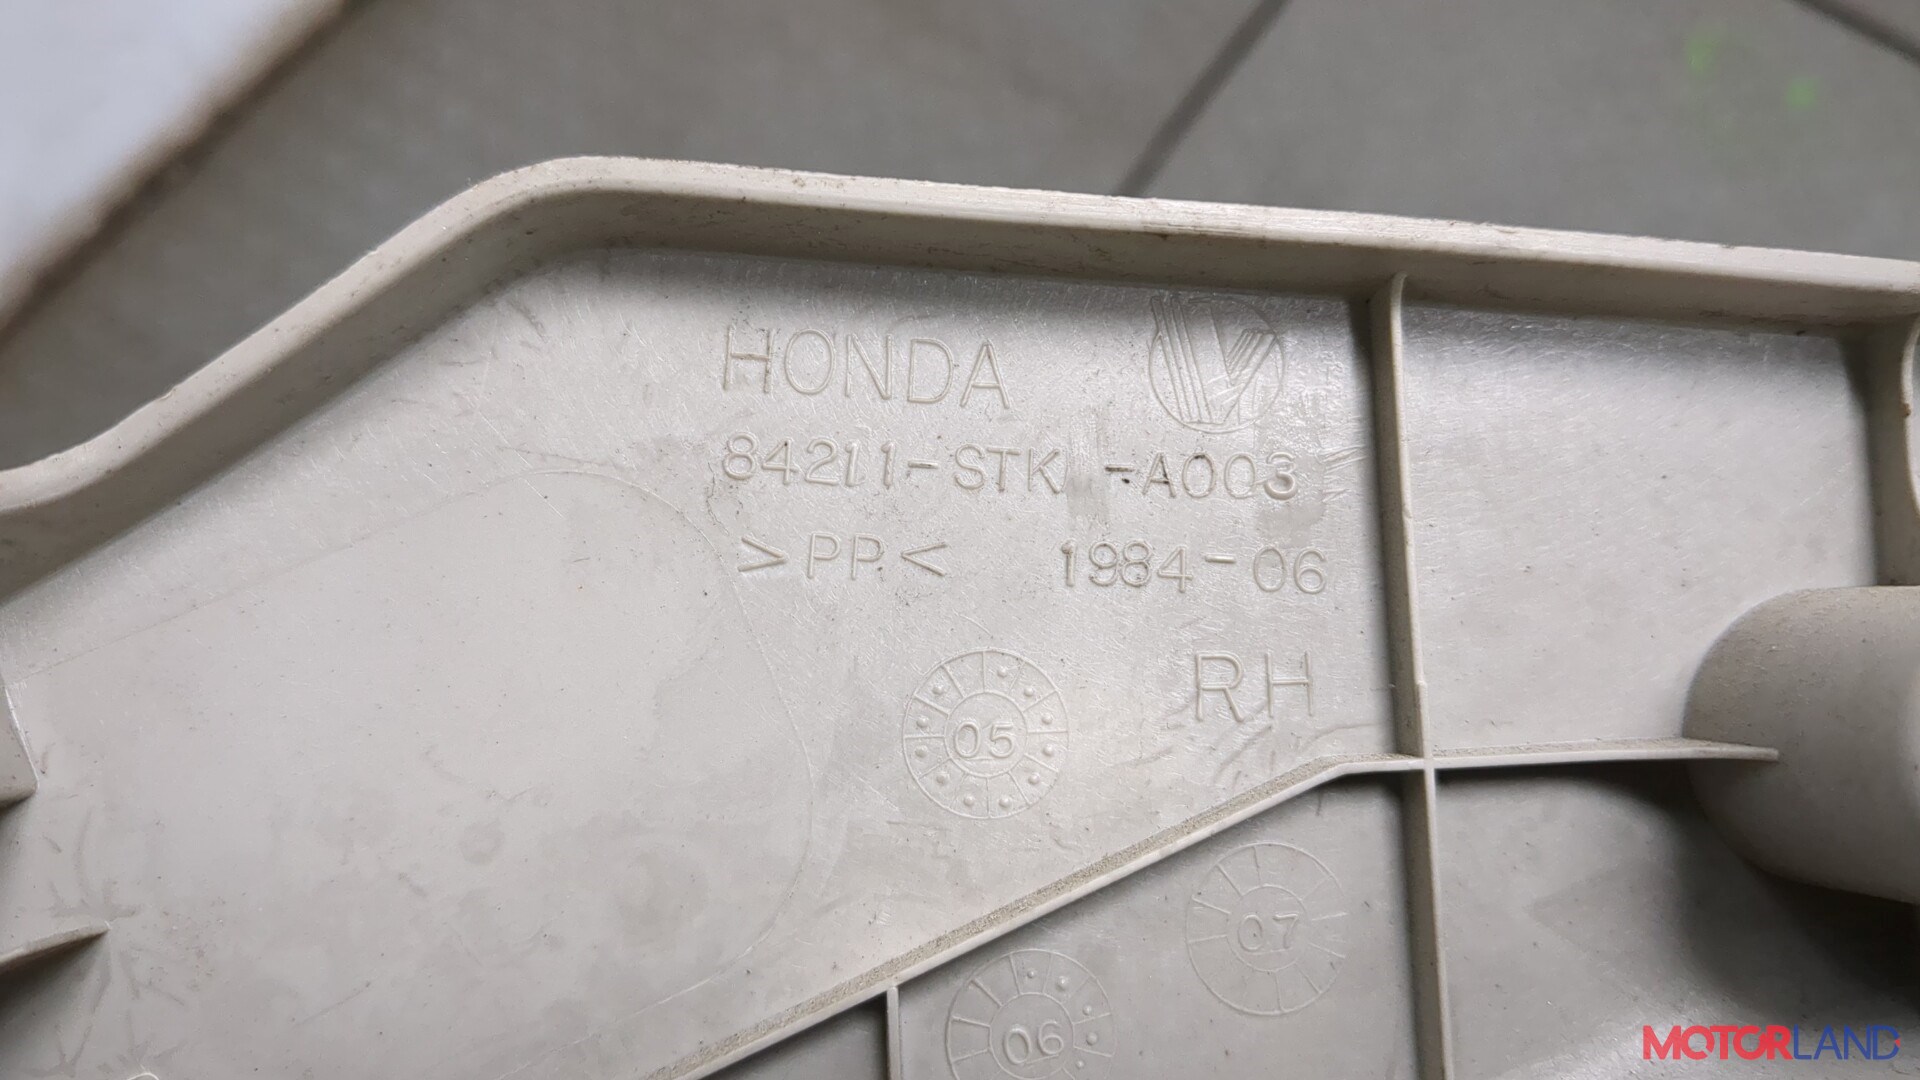 HONDA
84211-STK -A003
>PP< 1984-06
RH
05
07
06
MOTORLAND